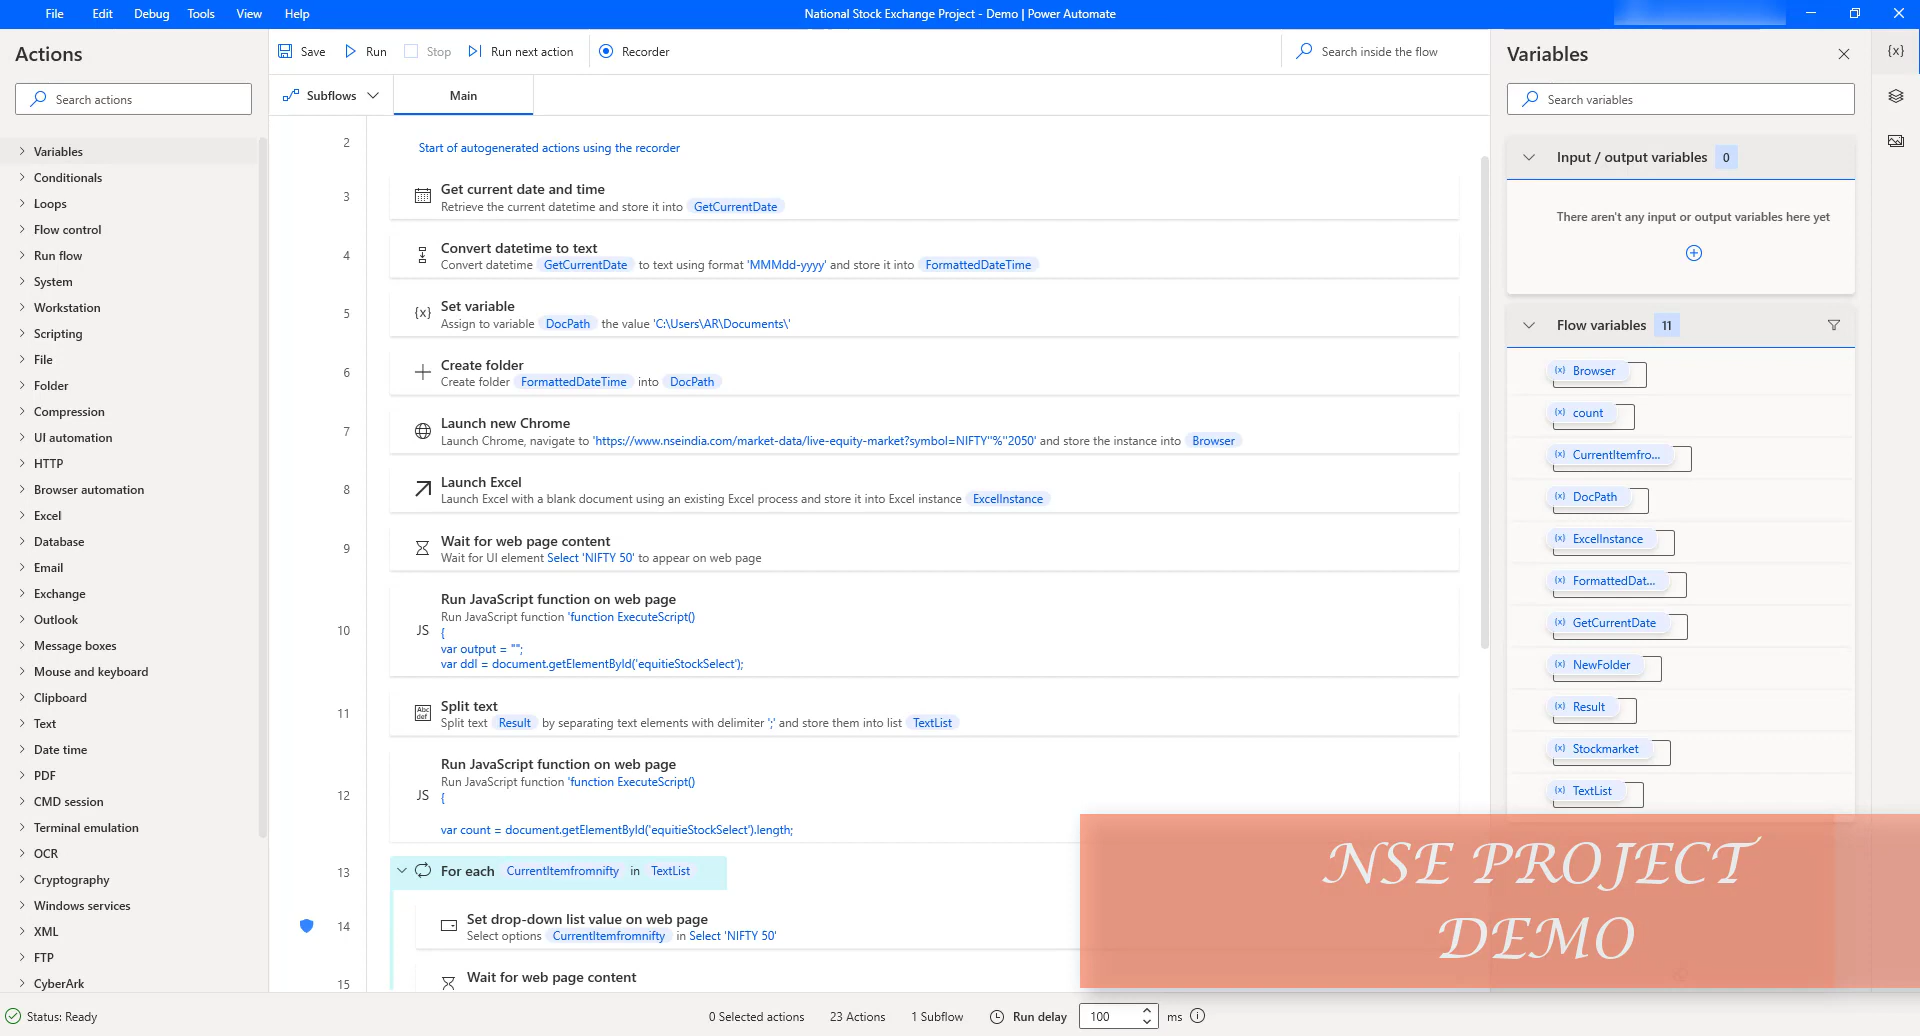 File Edit Debug Tools View Help
National Stock Exchange Project - Demo | Power Automate
Actions
Search actions
Variables
Conditionals
Loops
Flow control
Run flow
System
Workstation
Scripting
File
Folder
Compression
UI automation
HTTP
Browser automation
Excel
Database
Email
Exchange
Outlook
Message boxes
Mouse and keyboard
Clipboard
Text
Date time
PDF
CMD session
Terminal emulation
OCR
Cryptography
Windows services
XML
FTP
CyberArk
Save Run Stop Run next action Recorder
Search inside the flow
Subflows Main
2
Start of autogenerated actions using the recorder
3
Get current date and time
Retrieve the current datetime and store it into GetCurrentDate
4
Convert datetime to text
Convert datetime GetCurrentDate to text using format 'MMMdd-yyyy' and store it into FormattedDateTime
5
{x}
Set variable
Assign to variable DocPath the value 'C:\Users\AR\Documents\'
6
Create folder
Create folder FormattedDateTime into DocPath
7
Launch new Chrome
Launch Chrome, navigate to 'https://www.nseindia.com/market-data/live-equity-market?symbol=NIFTY"%"2050' and store the instance into Browser
8
Launch Excel
Launch Excel with a blank document using an existing Excel process and store it into Excel instance ExcelInstance
9
Wait for web page content
Wait for UI element Select 'NIFTY 50' to appear on web page
10
JS
Run JavaScript function on web page
Run JavaScript function 'function ExecuteScript()
{
var output = "";
var ddl = document.getElementById('equitieStockSelect');
11
Abc
def
Split text
Split text Result by separating text elements with delimiter ';' and store them into list TextList
12
JS
Run JavaScript function on web page
Run JavaScript function 'function ExecuteScript()
{
var count = document.getElementById('equitieStockSelect').length;
13
For each CurrentItemfromnifty in TextList
14
Set drop-down list value on web page
Select options CurrentItemfromnifty in Select 'NIFTY 50'
15
Wait for web page content
Variables
{x}
Search variables
Input / output variables 0
There aren't any input or output variables here yet
Flow variables 11
(x) Browser
(x) count
(x) CurrentItemfro...
(x) DocPath
(x) ExcelInstance
(x) FormattedDat...
(x) GetCurrentDate
(x) NewFolder
(x) Result
(x) Stockmarket
(x) TextList
NSE PROJECT
DEMO
Status: Ready
0 Selected actions 23 Actions 1 Subflow Run delay 100 ms